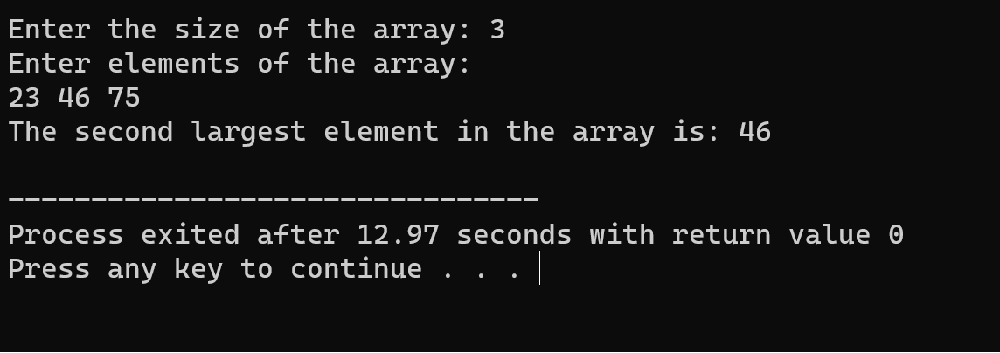 Enter the size of the array: 3
Enter elements of the array:
23 46 75
The second largest element in the array is: 46
--------------------------------
Process exited after 12.97 seconds with return value 0
Press any key to continue . . .